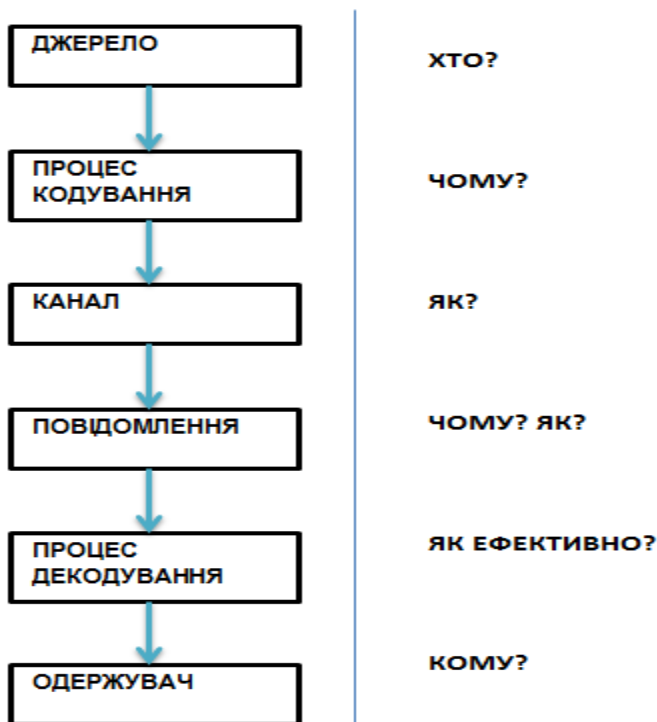 ДЖЕРЕЛО
ХТО?
ПРОЦЕС
КОДУВАННЯ
ЧОМУ?
КАНАЛ
ЯК?
ПОВІДОМЛЕННЯ
ЧОМУ? ЯК?
ПРОЦЕС
ДЕКОДУВАННЯ
ЯК ЕФЕКТИВНО?
ОДЕРЖУВАЧ
КОМУ?